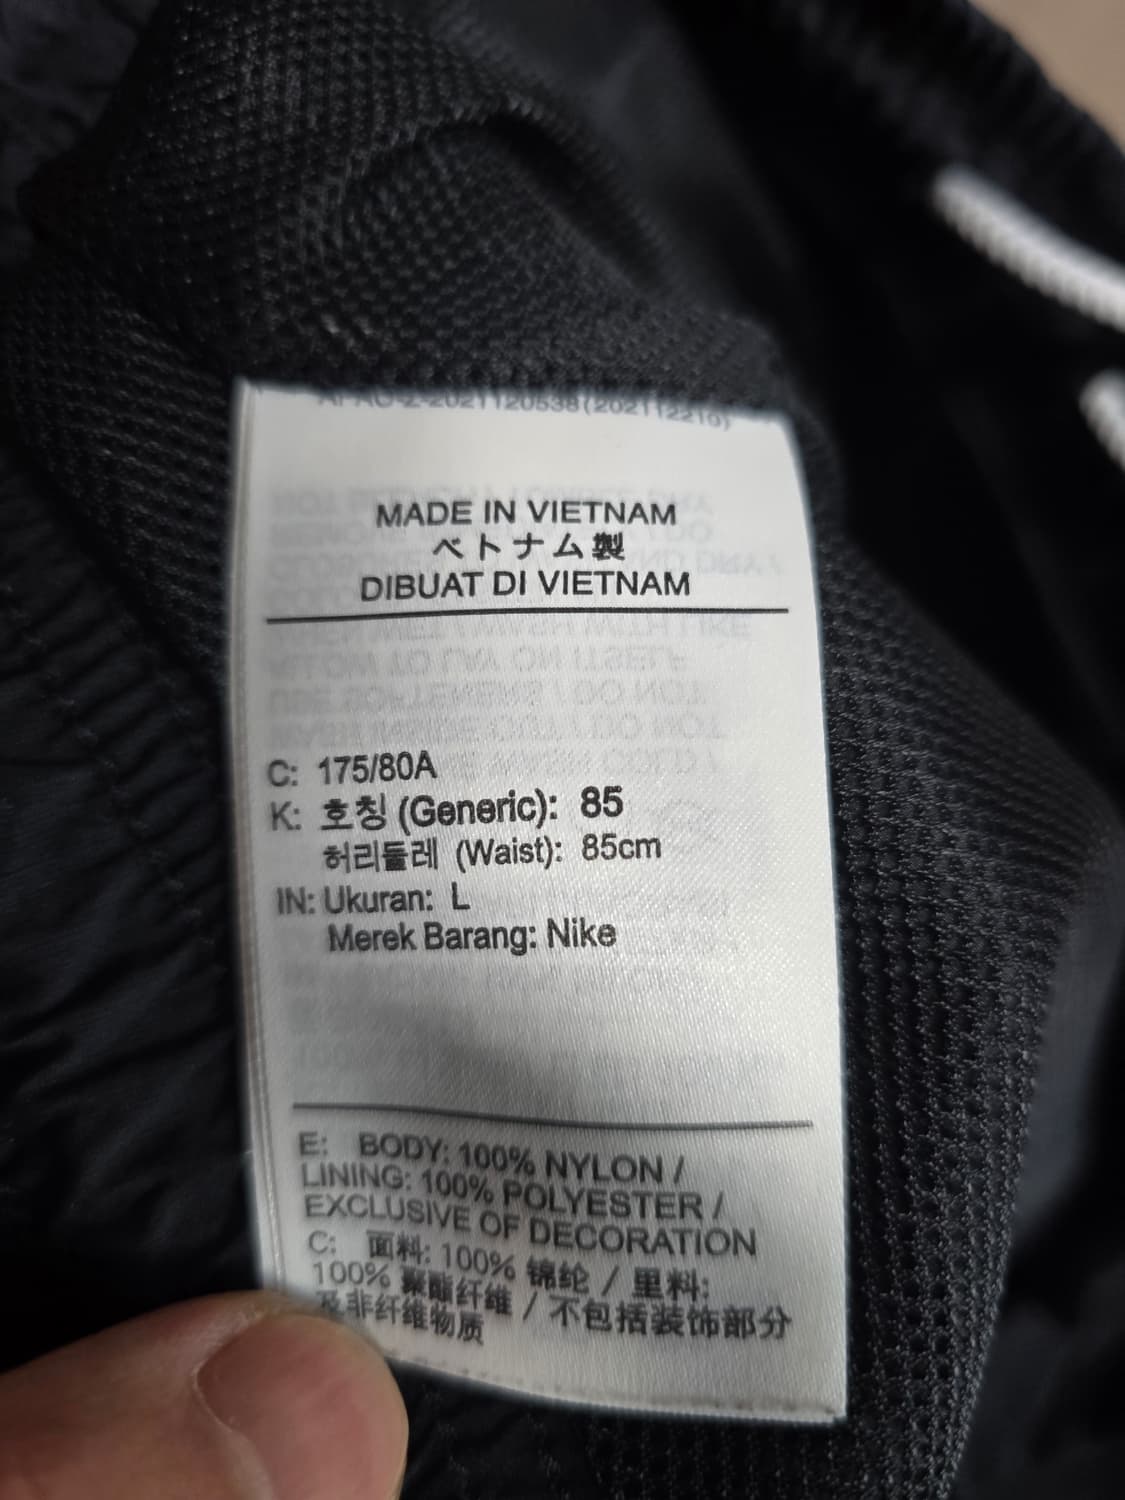 MADE IN VIETNAM
ベトナム製
DIBUAT DI VIETNAM
C: 175/80A
K: 호칭 (Generic): 85
허리둘레 (Waist): 85cm
IN: Ukuran: L
Merek Barang: Nike
E: BODY: 100% NYLON /
LINING: 100% POLYESTER /
EXCLUSIVE OF DECORATION
C: 面料: 100% 锦纶 / 里料:
100% 聚酯纤维 / 不包括装饰部分
及非纤维物质